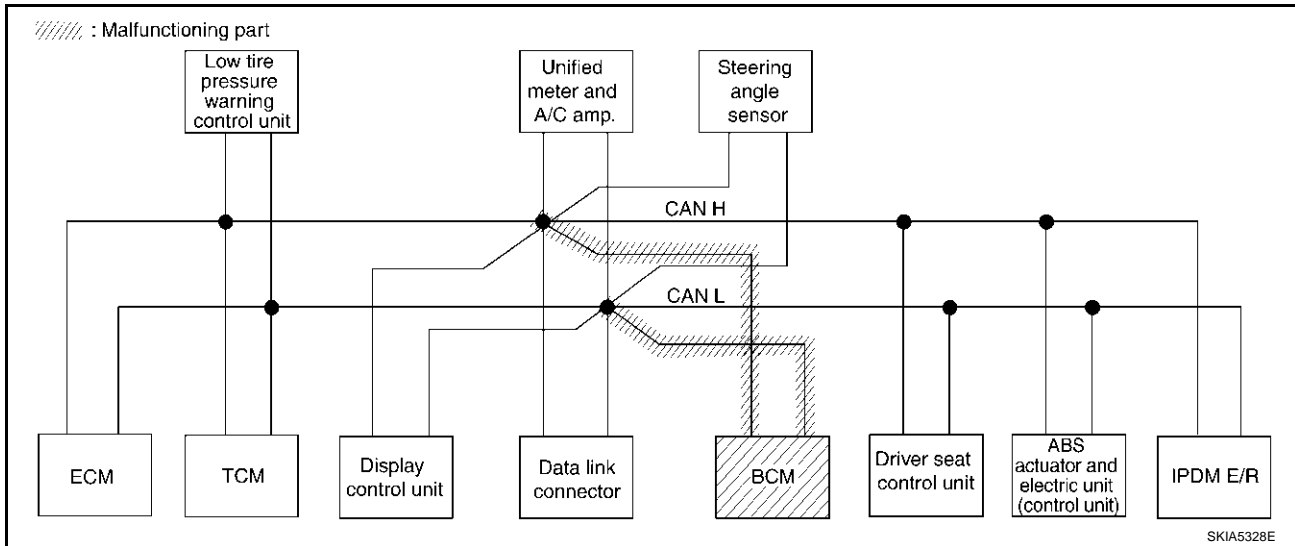 : Malfunctioning part
Low tire
pressure
warning
control unit
Unified
meter and
A/C amp.
Steering
angle
sensor
CAN H
CAN L
ECM
TCM
Display
control unit
Data link
connector
BCM
Driver seat
control unit
ABS
actuator and
electric unit
(control unit)
IPDM E/R
SKIA5328E